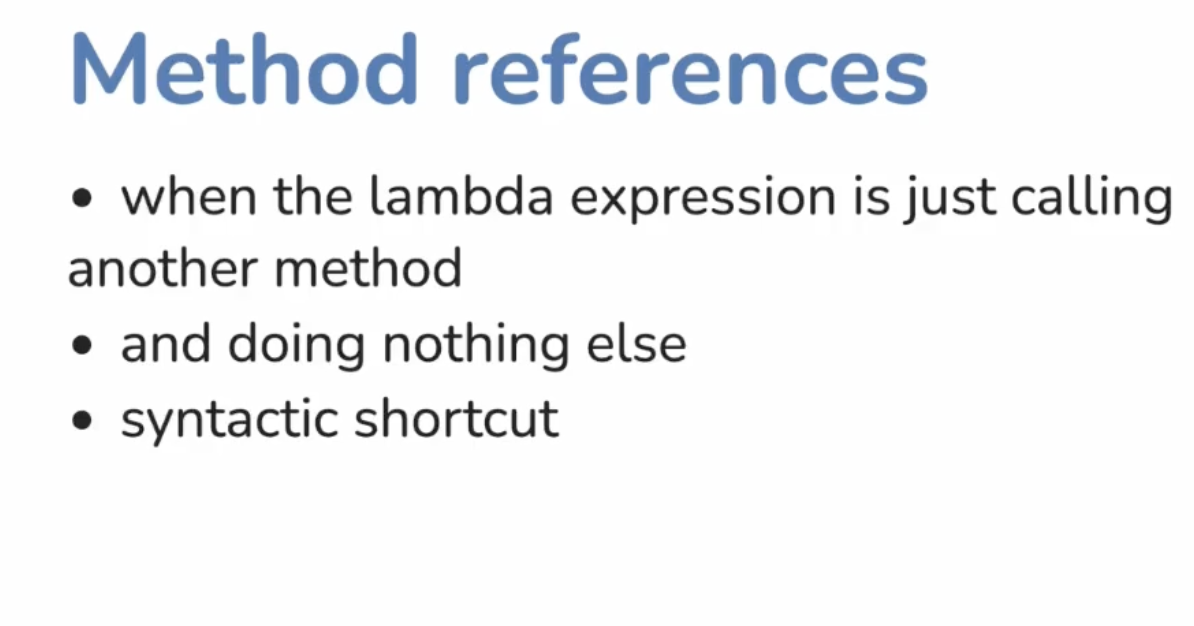 Method references
• when the lambda expression is just calling
another method
• and doing nothing else
• syntactic shortcut